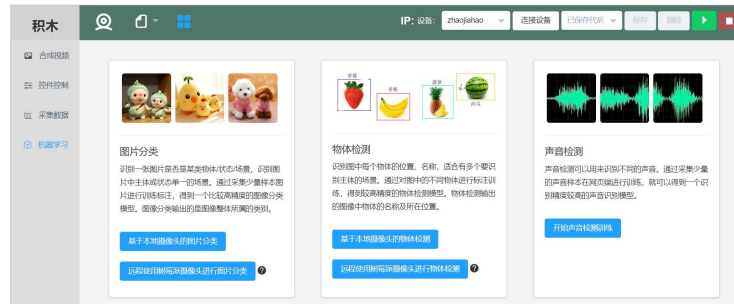 积木
IP: 设备: zhaojiahao 连接设备 已保存代码 保存 删除
合成视频
控件控制
采集数据
机器学习
草莓
香蕉
菠萝
西瓜
图片分类
识别一张图片是否是某类物体/状态/场景，识别图
片中主体或状态单一的场景。通过采集少量样本图
片进行训练标注，得到一个比较高精度的图像分类
模型。图像分类输出的是图像整体所属的类别。
基于本地摄像头的图片分类
远程使用树莓派摄像头进行图片分类
物体检测
识别图中每个物体的位置、名称，适合有多个要识
别主体的场景。通过对图中的不同物体进行标注训
练，得到较高精度的物体检测模型。物体检测输出
的图像中物体的名称及所在位置。
基于本地摄像头的物体检测
远程使用树莓派摄像头进行物体检测
声音检测
声音检测可以用来识别不同的声音。通过采集少量
的声音样本在网页端进行训练，就可以得到一个识
别精度较高的声音识别模型。
开始声音检测训练